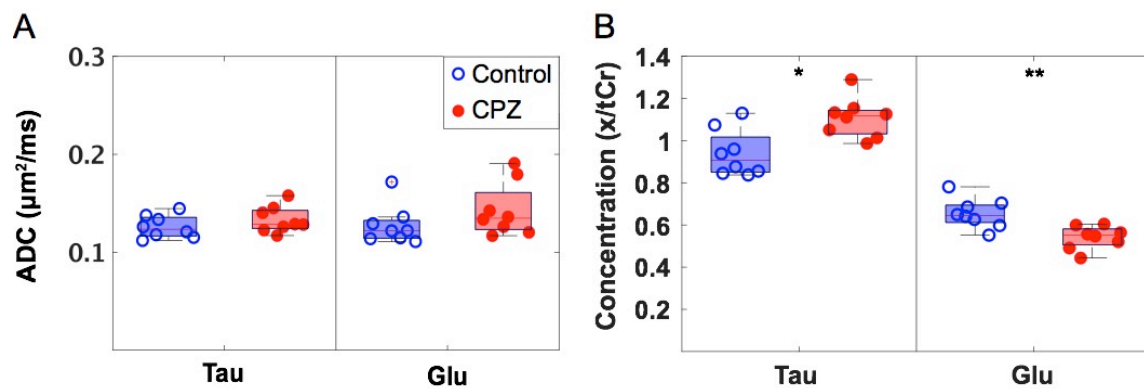 A
ADC (µm²/ms)
0.3
0.2
0.1
Control
CPZ
Tau
Glu
B
Concentration (x/tCr)
1.4
1.2
1
0.8
0.6
0.4
0.2
*
**
Tau
Glu